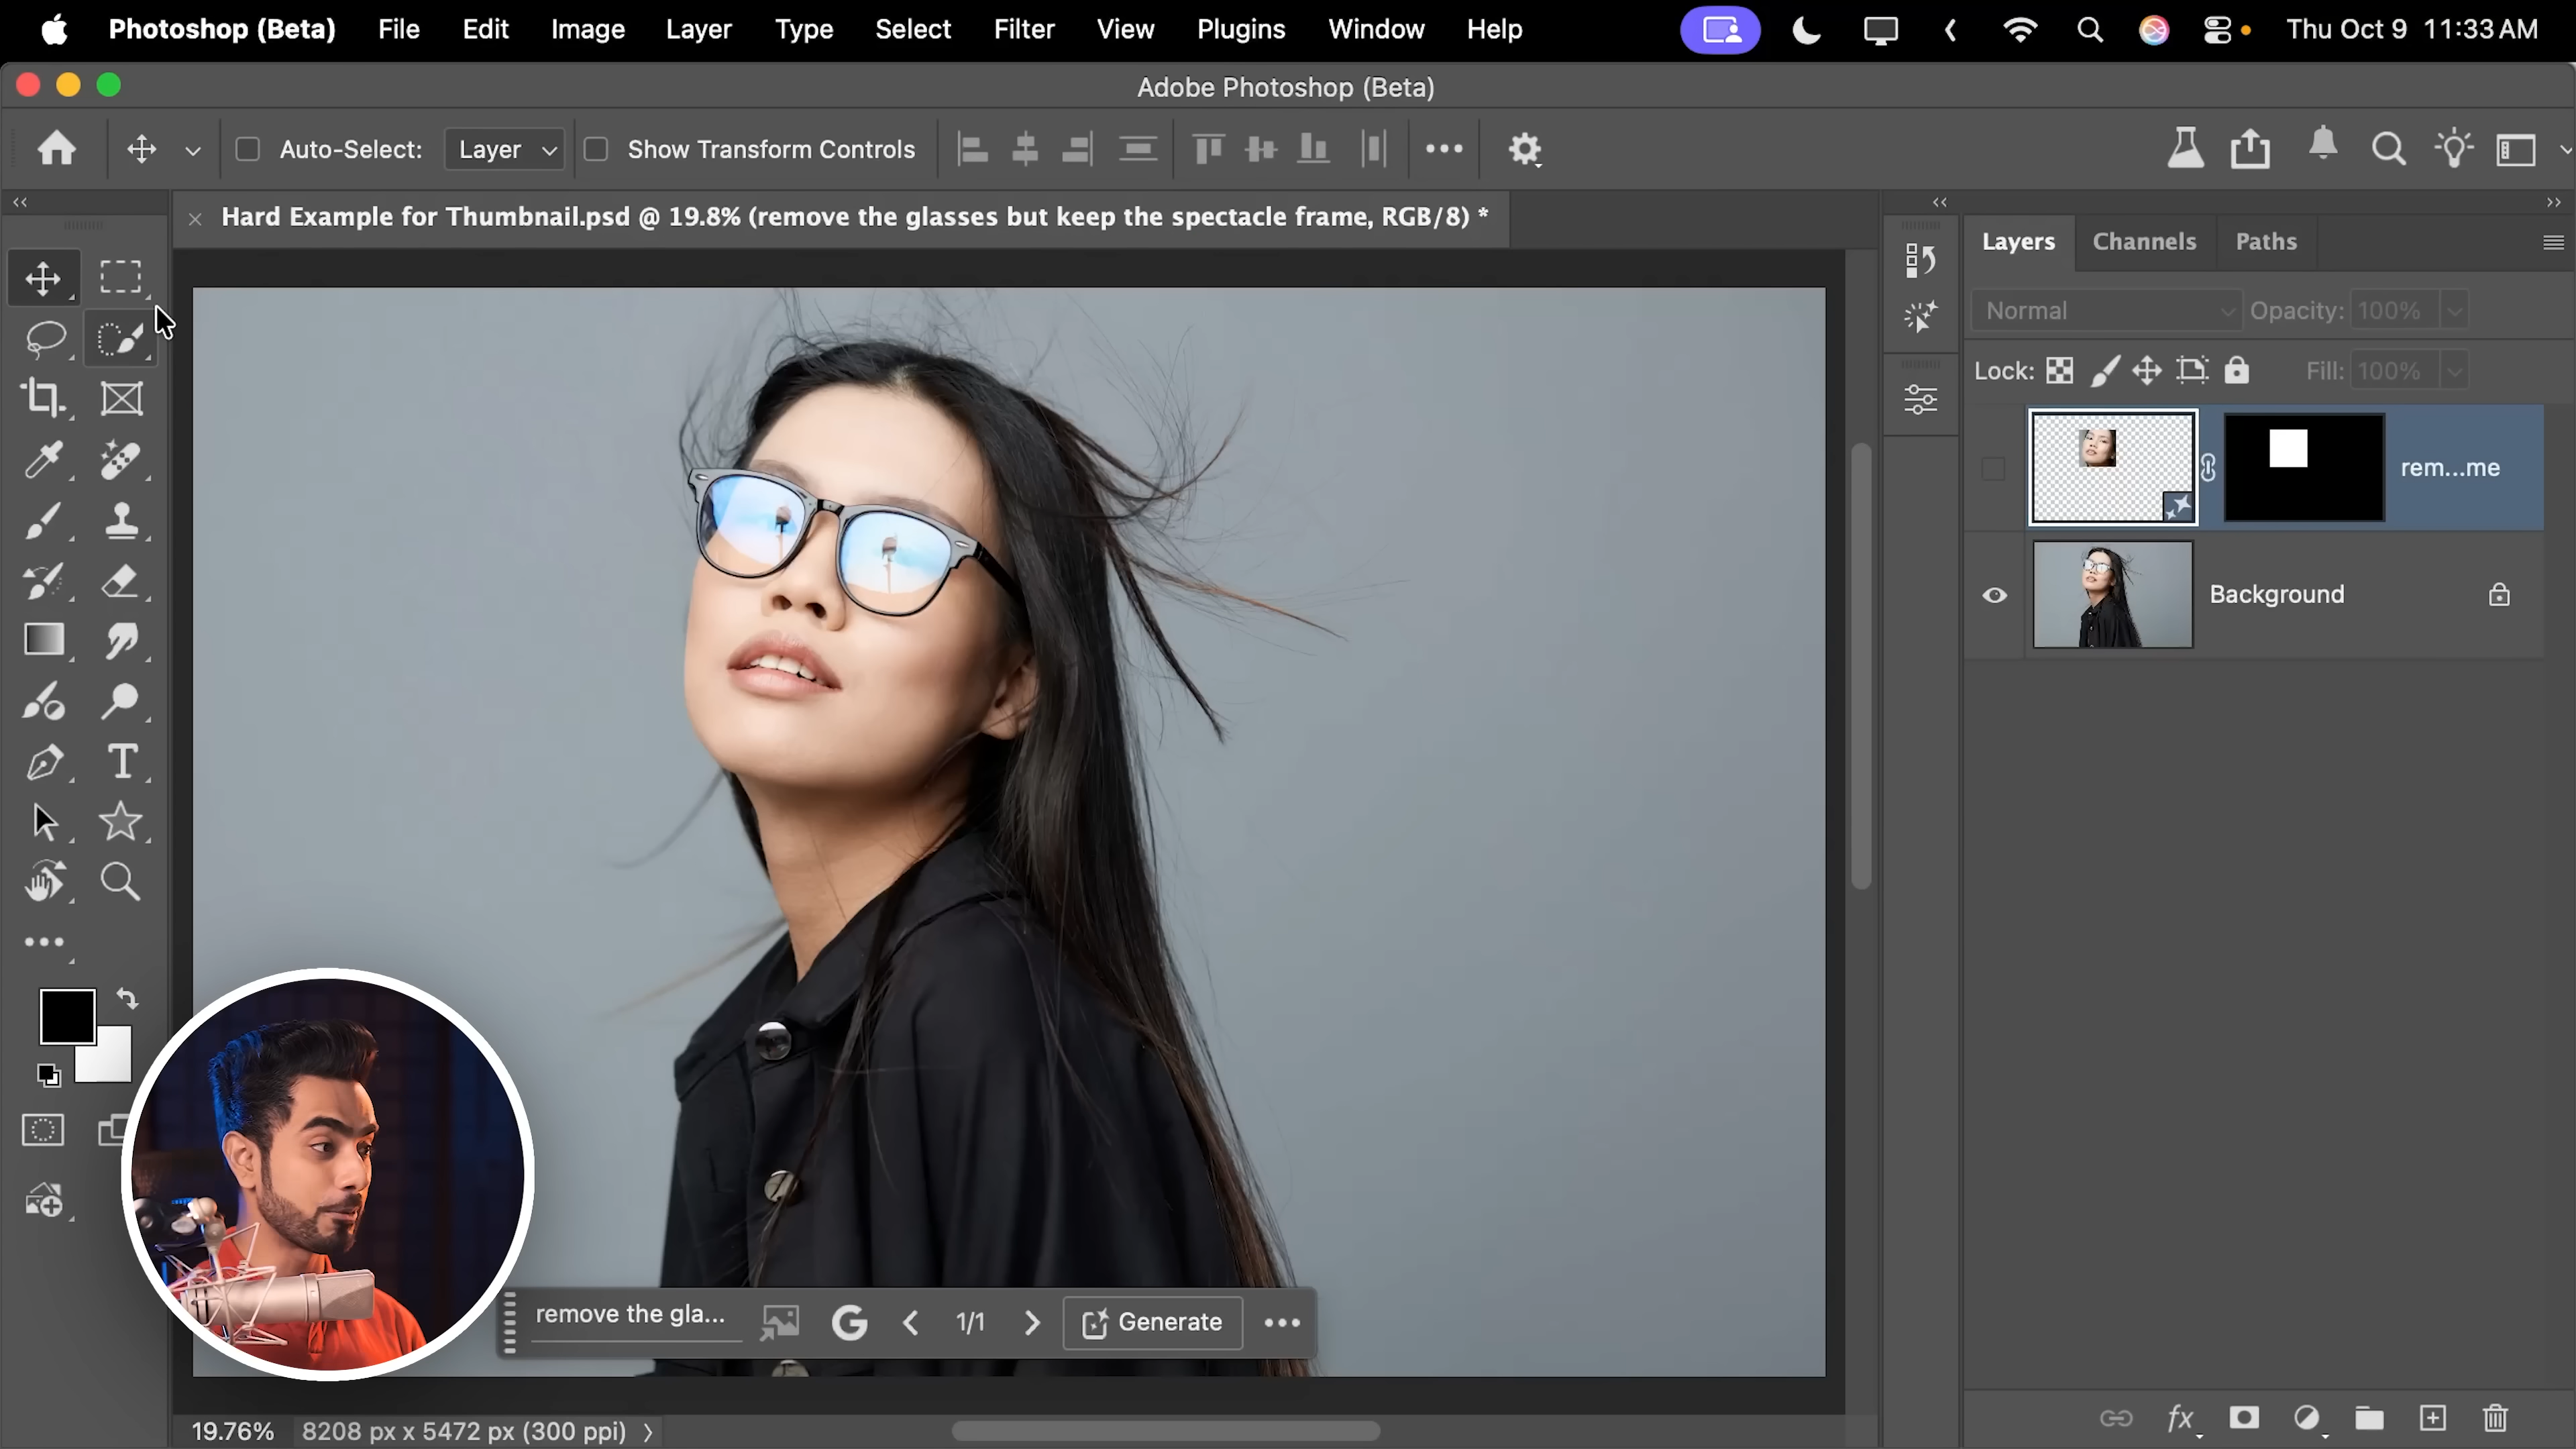 Photoshop (Beta) File Edit Image Layer Type Select Filter View Plugins Window Help Thu Oct 9 11:33 AM
Adobe Photoshop (Beta)
Auto-Select: Layer Show Transform Controls
Hard Example for Thumbnail.psd @ 19.8% (remove the glasses but keep the spectacle frame, RGB/8) *
Layers Channels Paths
Normal Opacity: 100%
Lock: Fill: 100%
rem...me
Background
remove the gla... G 1/1 Generate
19.76% 8208 px x 5472 px (300 ppi)
fx